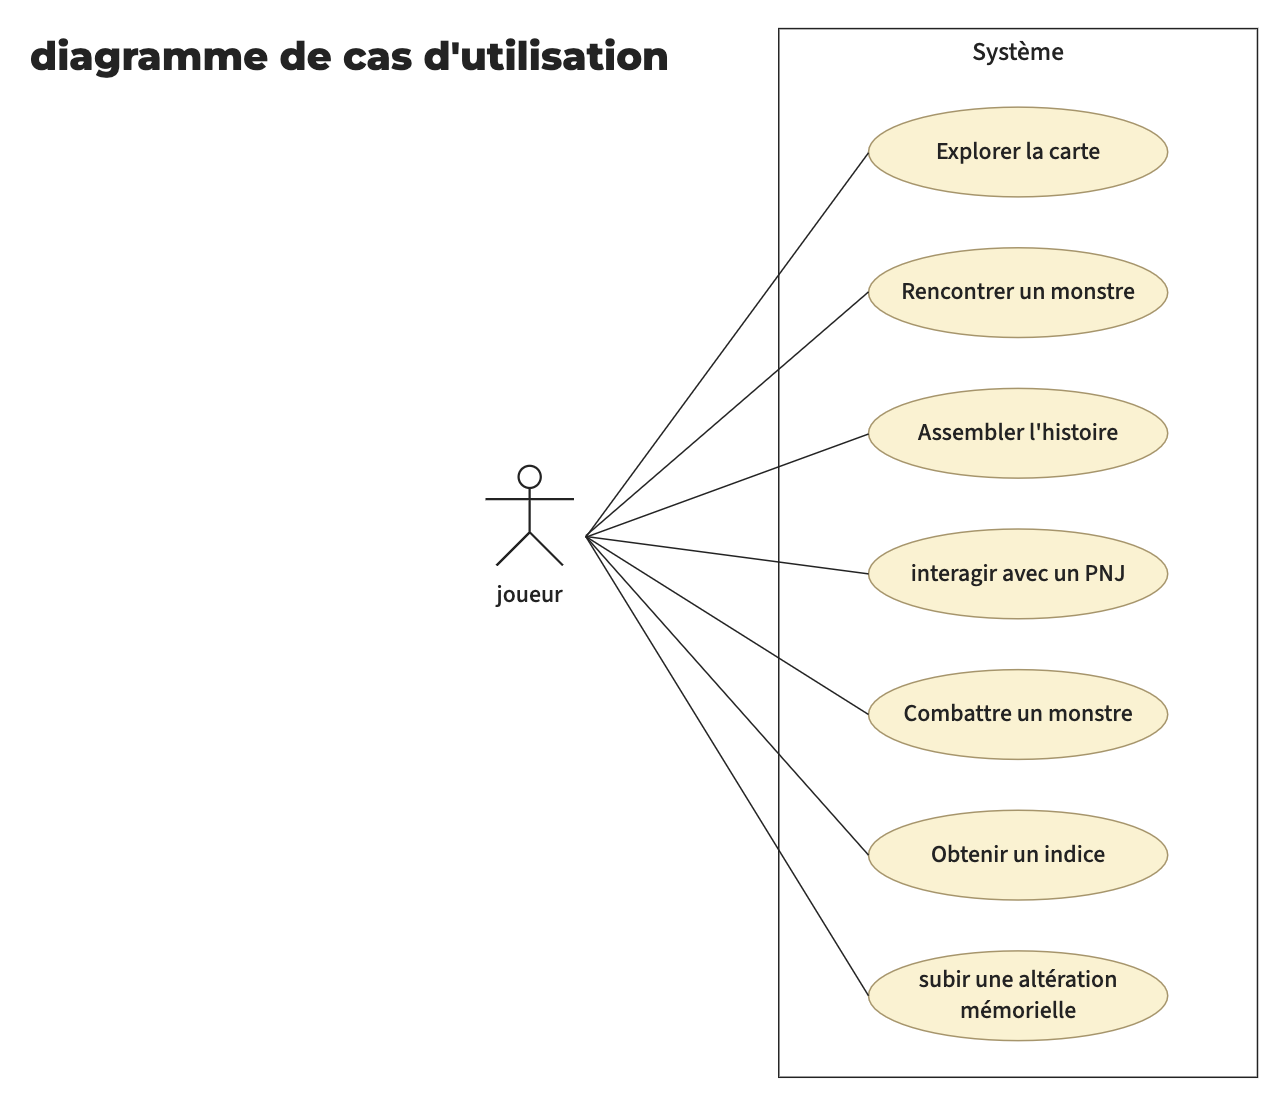 diagramme de cas d'utilisation
Système
Explorer la carte
Rencontrer un monstre
Assembler l'histoire
interagir avec un PNJ
joueur
Combattre un monstre
Obtenir un indice
subir une altération
mémorielle